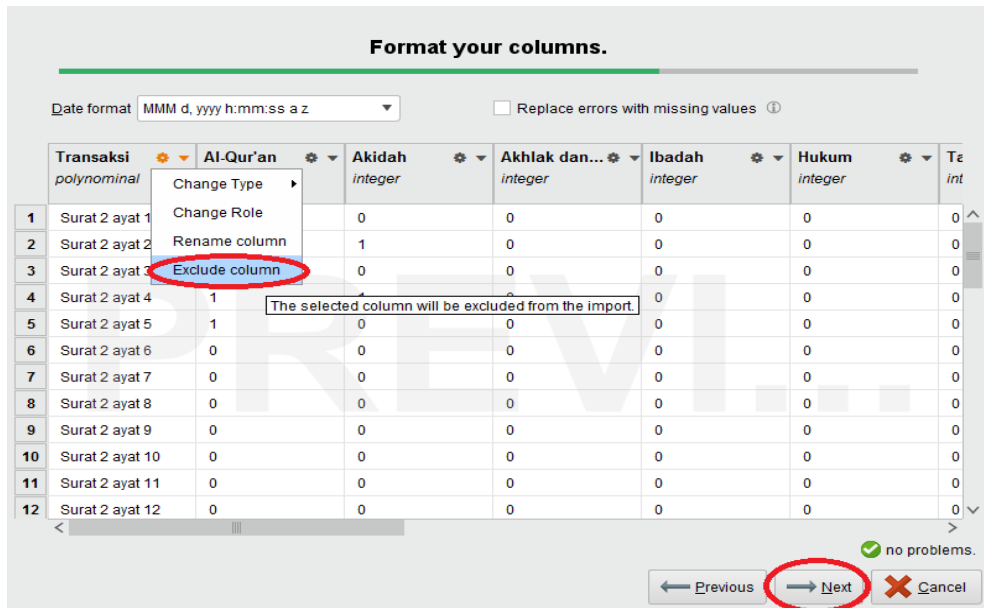 Format your columns.
Date format MMM d, yyyy h:mm:ss a z Replace errors with missing values
Transaksi Al-Qur'an Akidah Akhlak dan... Ibadah Hukum Ta
polynominal integer integer integer integer int
Change Type
Change Role
Rename column
Exclude column
The selected column will be excluded from the import.
1 Surat 2 ayat 1 0 0 0 0 0
2 Surat 2 ayat 2 1 0 0 0 0
3 Surat 2 ayat 0 0 0 0 0
4 Surat 2 ayat 4 1 0 0 0
5 Surat 2 ayat 5 1 0 0 0 0 0
6 Surat 2 ayat 6 0 0 0 0 0 0
7 Surat 2 ayat 7 0 0 0 0 0 0
8 Surat 2 ayat 8 0 0 0 0 0 0
9 Surat 2 ayat 9 0 0 0 0 0 0
10 Surat 2 ayat 10 0 0 0 0 0 0
11 Surat 2 ayat 11 0 0 0 0 0 0
12 Surat 2 ayat 12 0 0 0 0 0 0
PREVI...
no problems.
Previous Next Cancel